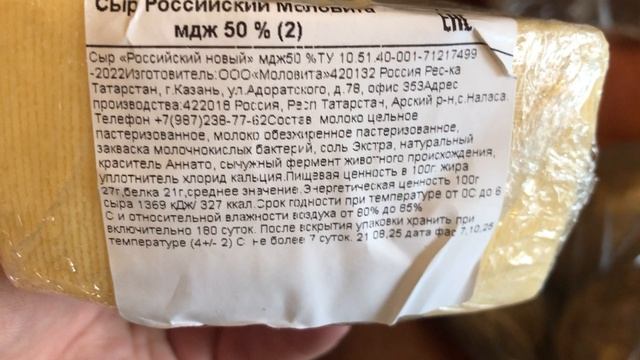 Сыр Российский Моловита
мдж 50 % (2)
Сыр «Российский новый» мдж50 %ТУ 10.51.40-001-71217499
-2022Изготовитель:ООО«Моловита»420132 Россия Рес-ка
Татарстан, г.Казань, ул.Адоратского, д.78, офис 353Адрес
производства:422018 Россия, Респ Татарстан, Арский р-н,с.Наласа.
Телефон +7(987)238-77-62Состав молоко цельное
пастеризованное, молоко обезжиренное пастеризованное,
закваска молочнокислых бактерий, соль Экстра, натуральный
краситель Аннато, сычужный фермент животного происхождения,
уплотнитель хлорид кальция.Пищевая ценность в 100г. жира
27г,белка 21г,среднее значение.Энергетическая ценность 100г
сыра 1369 кДж/ 327 ккал.Срок годности при температуре от 0С до 6
С и относительной влажности воздуха от 80% до 85%
включительно 180 суток. После вскрытия упаковки хранить при
температуре (4+/- 2) С не более 7 суток. 21.08.25 дата фас 7.10.25